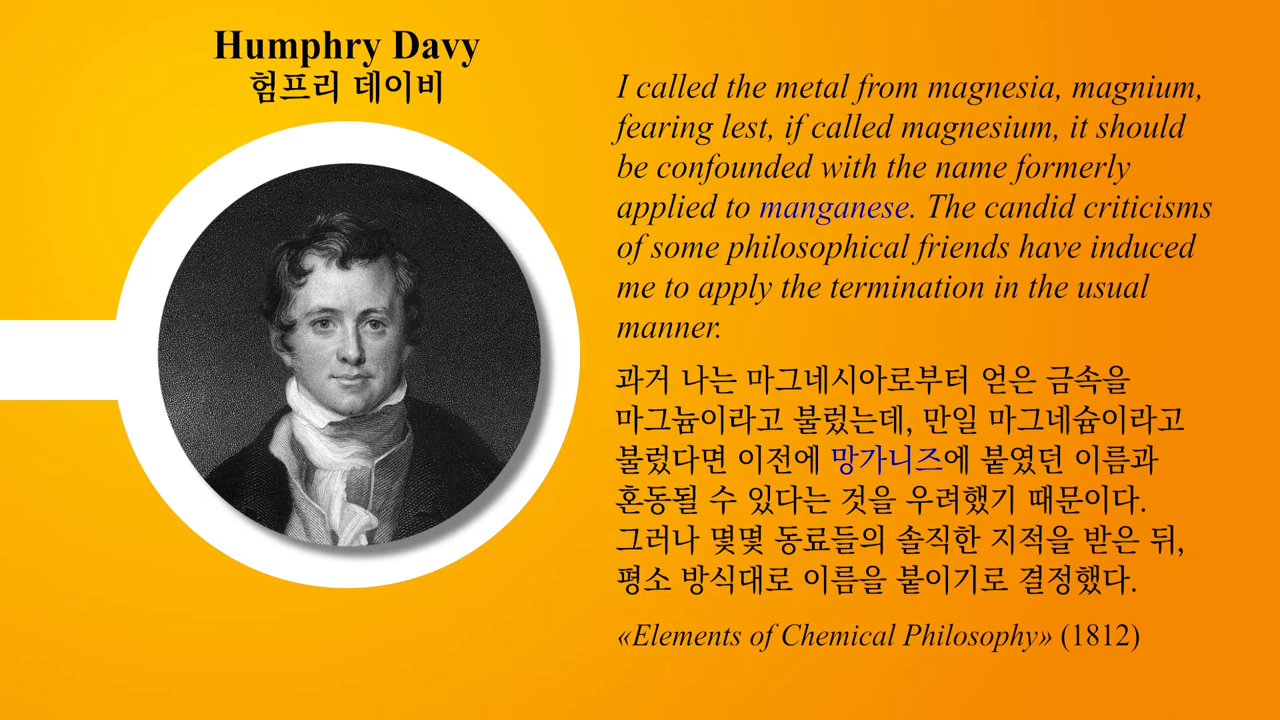 Humphry Davy
험프리 데이비
I called the metal from magnesia, magnium,
fearing lest, if called magnesium, it should
be confounded with the name formerly
applied to manganese. The candid criticisms
of some philosophical friends have induced
me to apply the termination in the usual
manner.
과거 나는 마그네시아로부터 얻은 금속을
마그늄이라고 불렀는데, 만일 마그네슘이라고
불렀다면 이전에 망가니즈에 붙였던 이름과
혼동될 수 있다는 것을 우려했기 때문이다.
그러나 몇몇 동료들의 솔직한 지적을 받은 뒤,
평소 방식대로 이름을 붙이기로 결정했다.
«Elements of Chemical Philosophy» (1812)